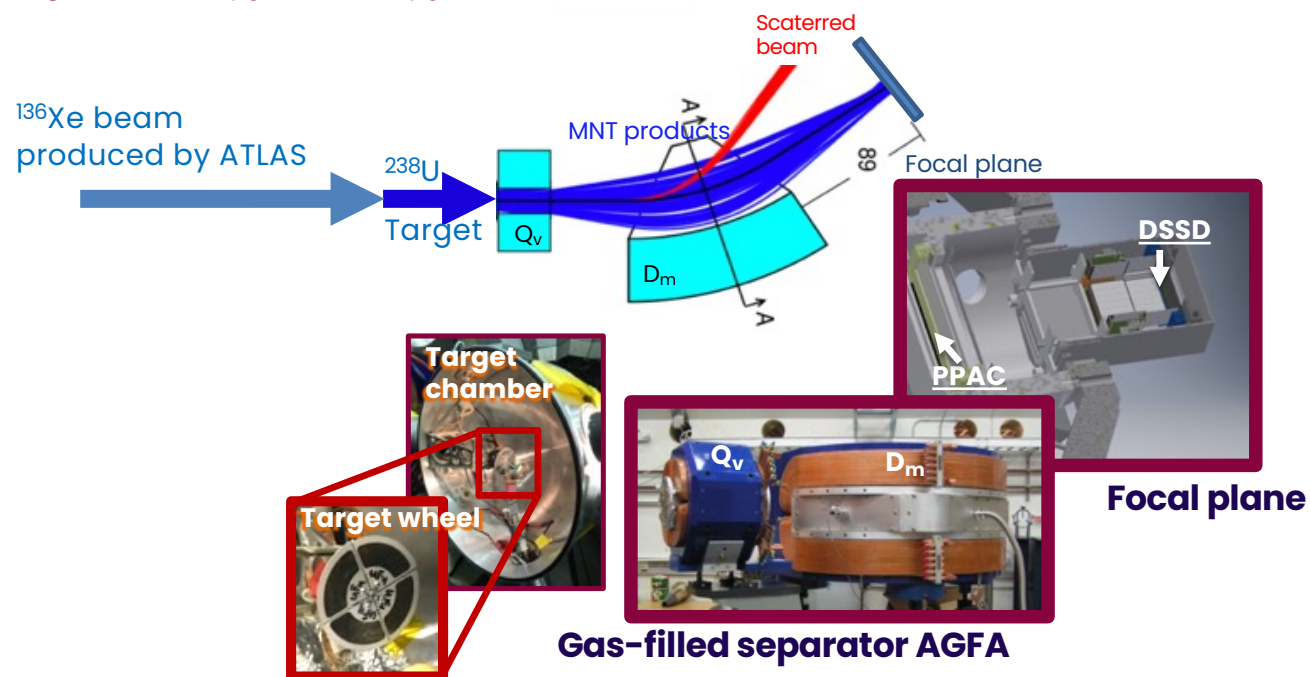 Scaterred
beam
¹³⁶Xe beam
produced by ATLAS
MNT products
A
²³⁸U
Target
Qᵥ
89
Focal plane
Dₘ
A
DSSD
PPAC
Target
chamber
Qᵥ
Dₘ
Focal plane
Target wheel
Gas-filled separator AGFA